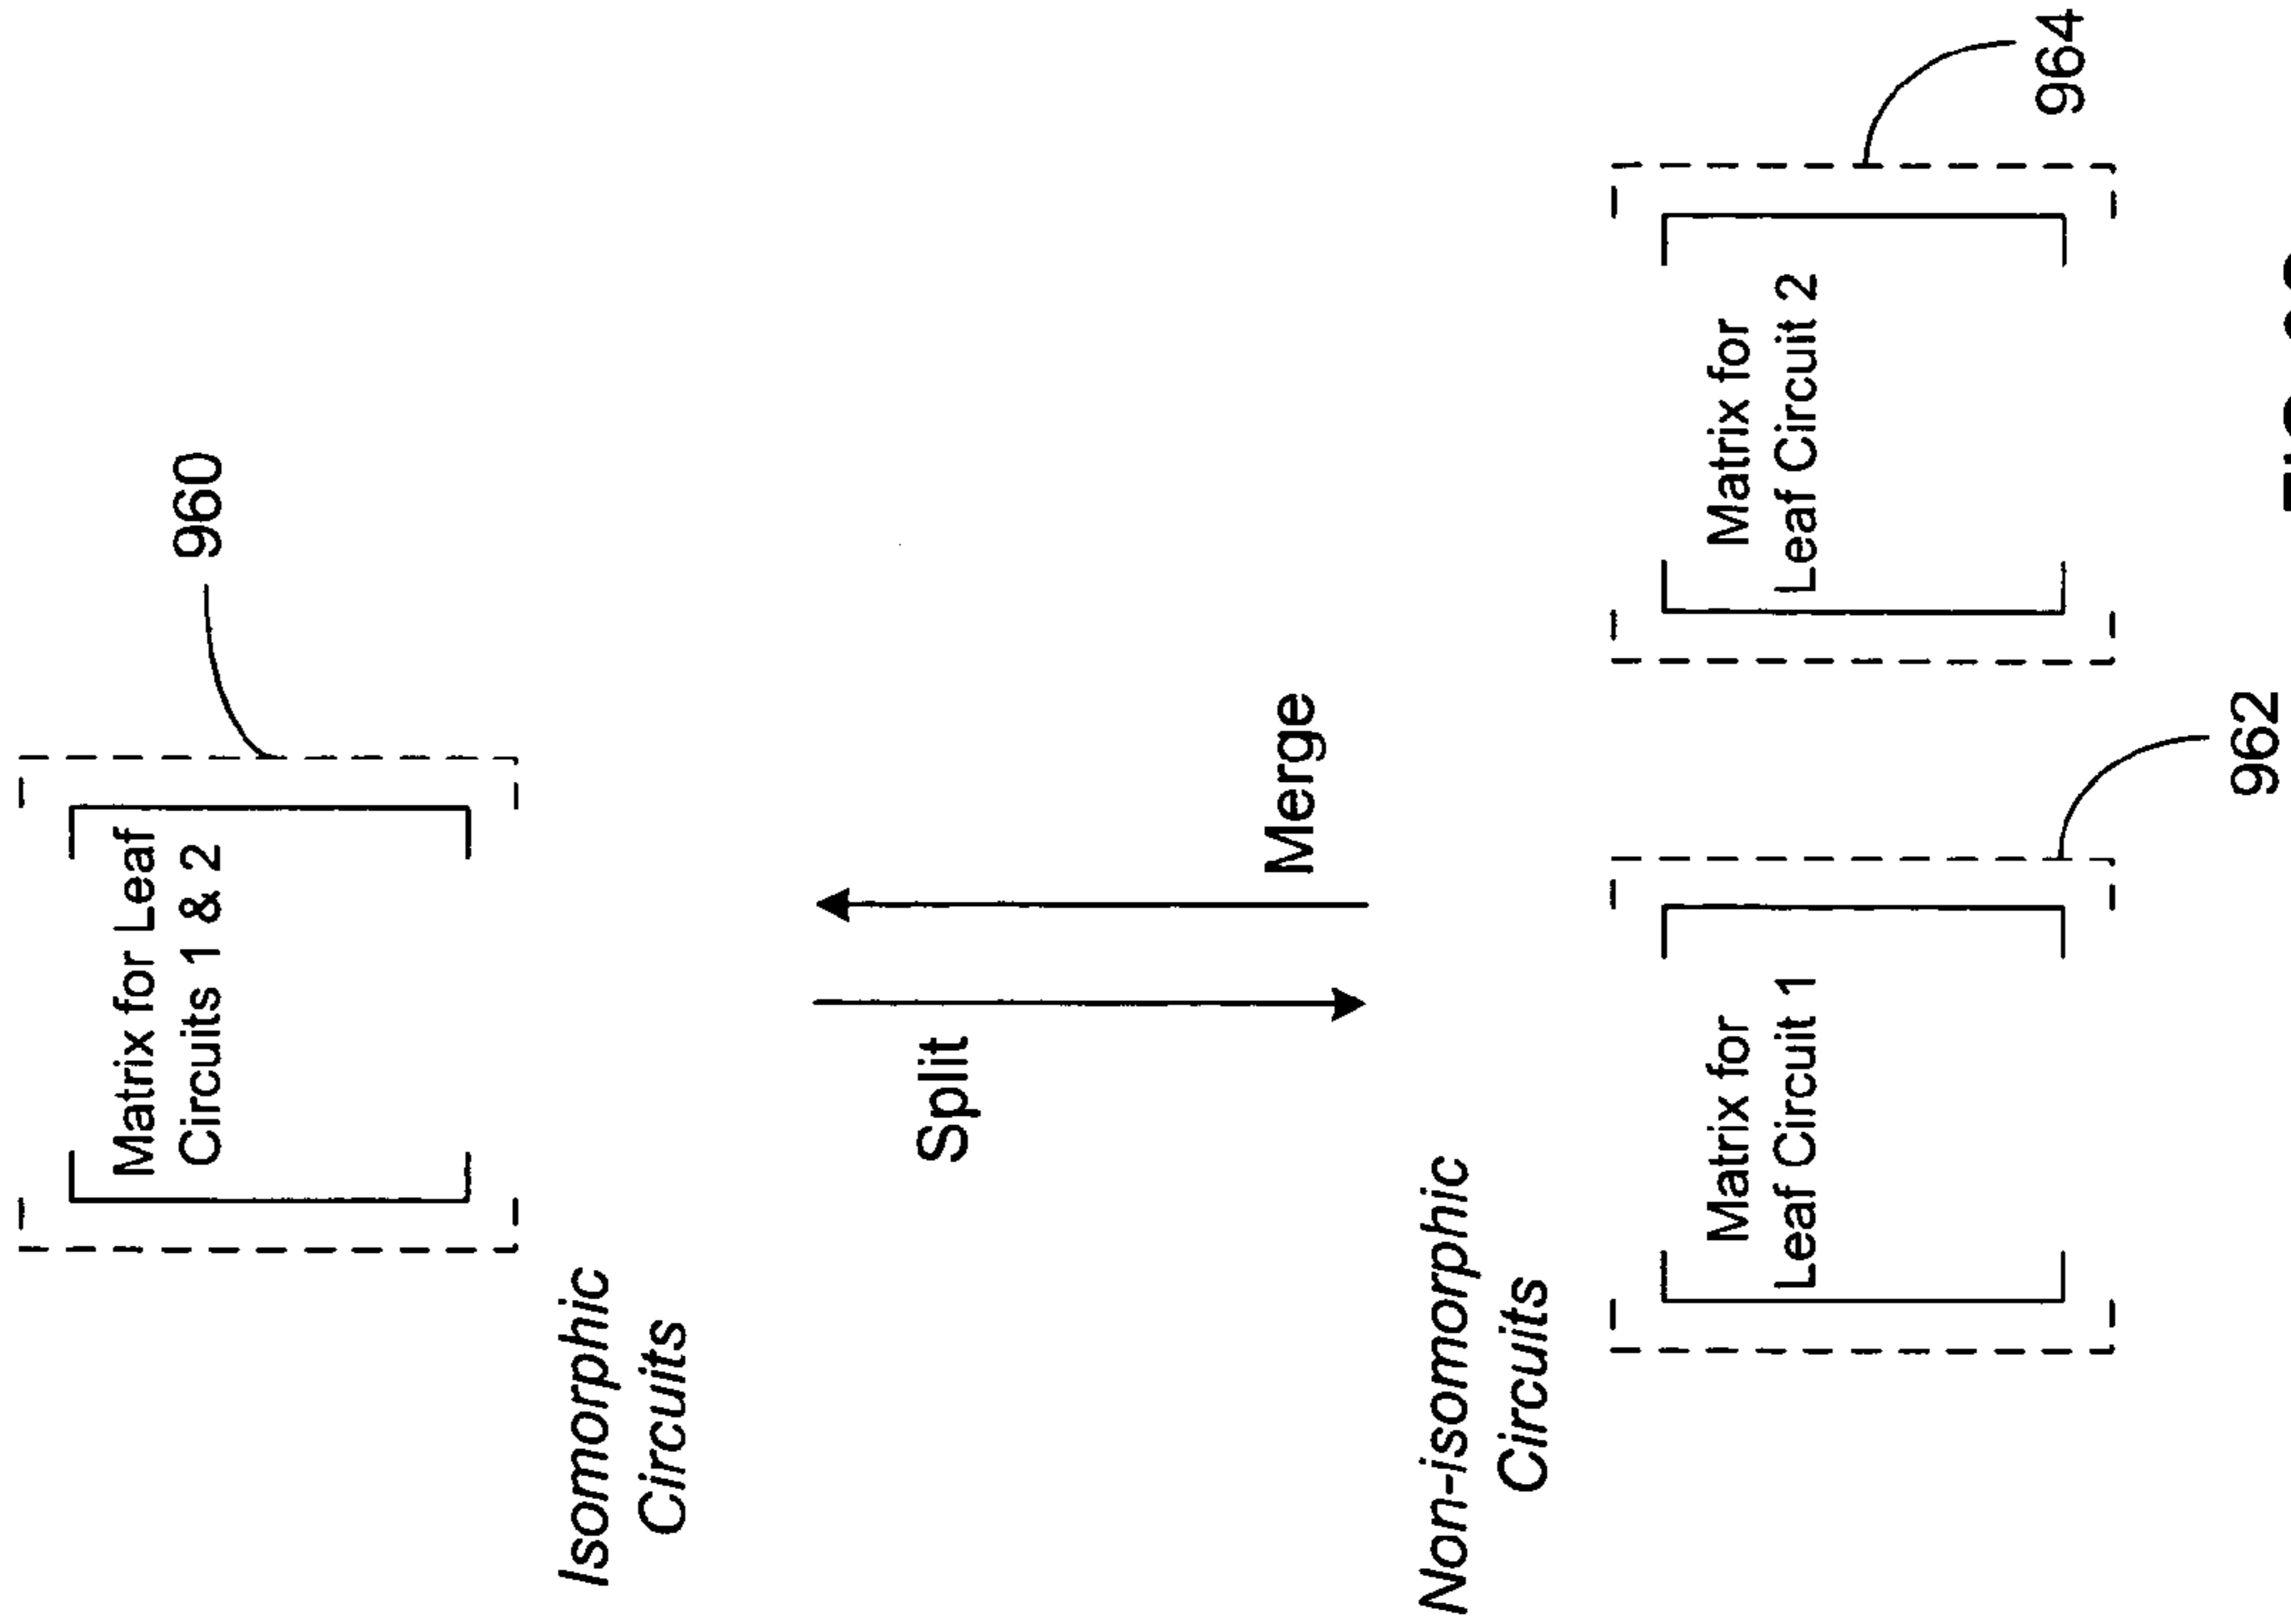 Matrix for Leaf
Circuits 1 & 2
960
Isomorphic
Circuits
Split
Merge
Non-isomorphic
Circuits
Matrix for
Leaf Circuit 1
Matrix for
Leaf Circuit 2
964
962